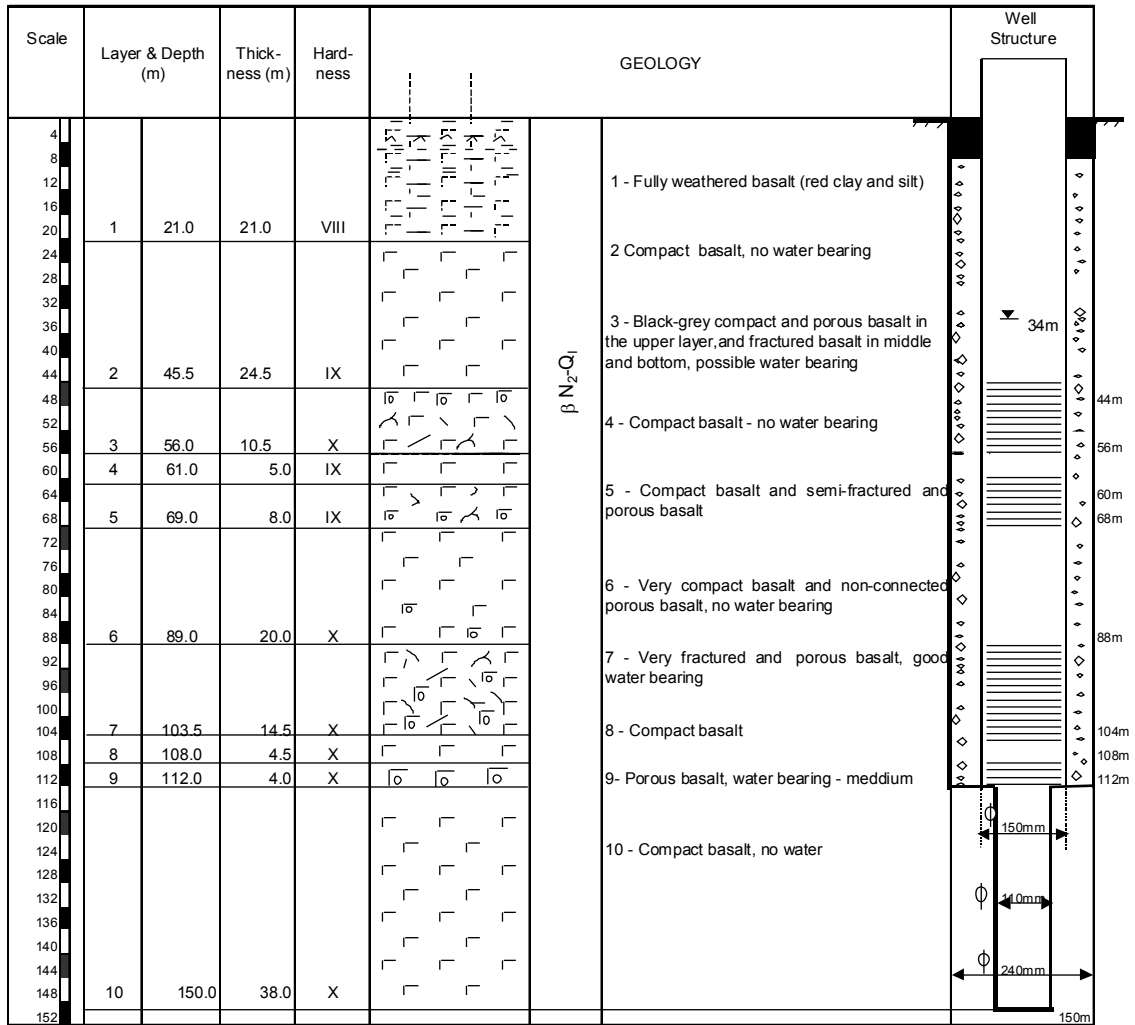 Scale
Layer & Depth
(m)
Thick-
ness (m)
Hard-
ness
GEOLOGY
Well
Structure
4
8
12
16
20
24
28
32
36
40
44
48
52
56
60
64
68
72
76
80
84
88
92
96
100
104
108
112
116
120
124
128
132
136
140
144
148
152
1 21.0 21.0 VIII
2 45.5 24.5 IX
3 56.0 10.5 X
4 61.0 5.0 IX
5 69.0 8.0 IX
6 89.0 20.0 X
7 103.5 14.5 X
8 108.0 4.5 X
9 112.0 4.0 X
10 150.0 38.0 X
β N2-QI
1 - Fully weathered basalt (red clay and silt)
2 Compact basalt, no water bearing
3 - Black-grey compact and porous basalt in
the upper layer,and fractured basalt in middle
and bottom, possible water bearing
4 - Compact basalt - no water bearing
5 - Compact basalt and semi-fractured and
porous basalt
6 - Very compact basalt and non-connected
porous basalt, no water bearing
7 - Very fractured and porous basalt, good
water bearing
8 - Compact basalt
9- Porous basalt, water bearing - meddium
10 - Compact basalt, no water
34m
44m
56m
60m
68m
88m
104m
108m
112m
ϕ
150mm
ϕ
110mm
ϕ
240mm
150m